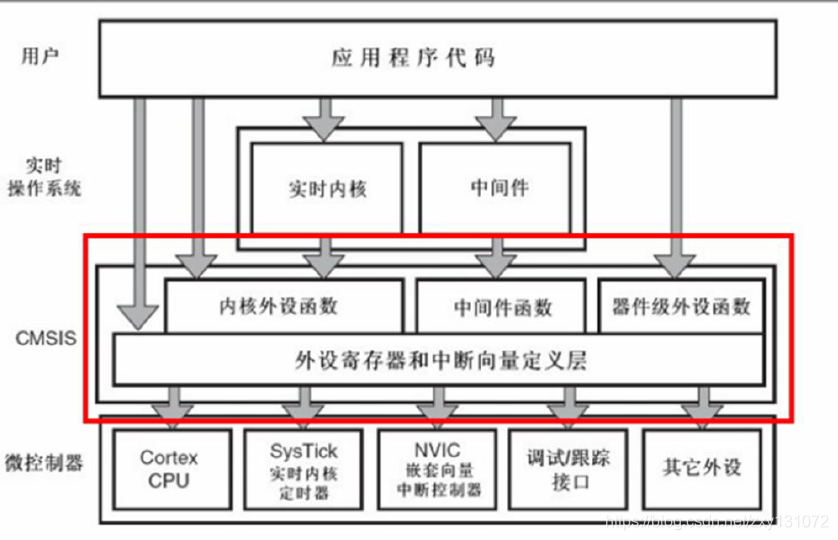 用户
应用程序代码
实时
操作系统
实时内核
中间件
CMSIS
内核外设函数
中间件函数
器件级外设函数
外设寄存器和中断向量定义层
微控制器
Cortex
CPU
SysTick
实时内核
定时器
NVIC
嵌套向量
中断控制器
调试/跟踪
接口
其它外设
https://blog.csdn.net/zxy131072